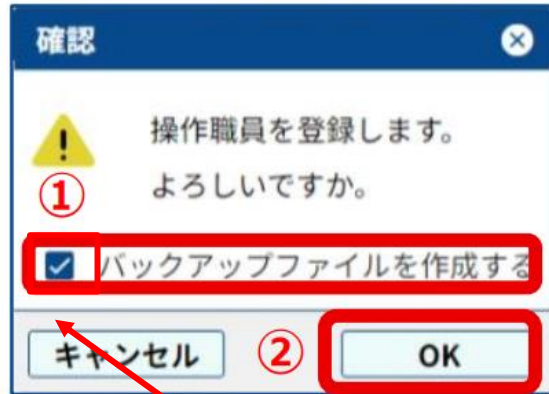 確認
操作職員を登録します。
①
よろしいですか。
バックアップファイルを作成する
キャンセル
②
OK